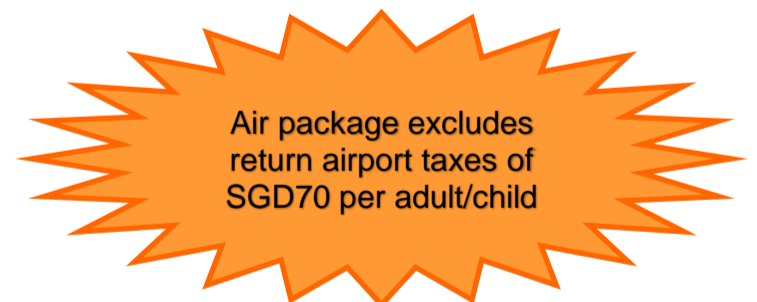 Air package excludes
return airport taxes of
SGD70 per adult/child